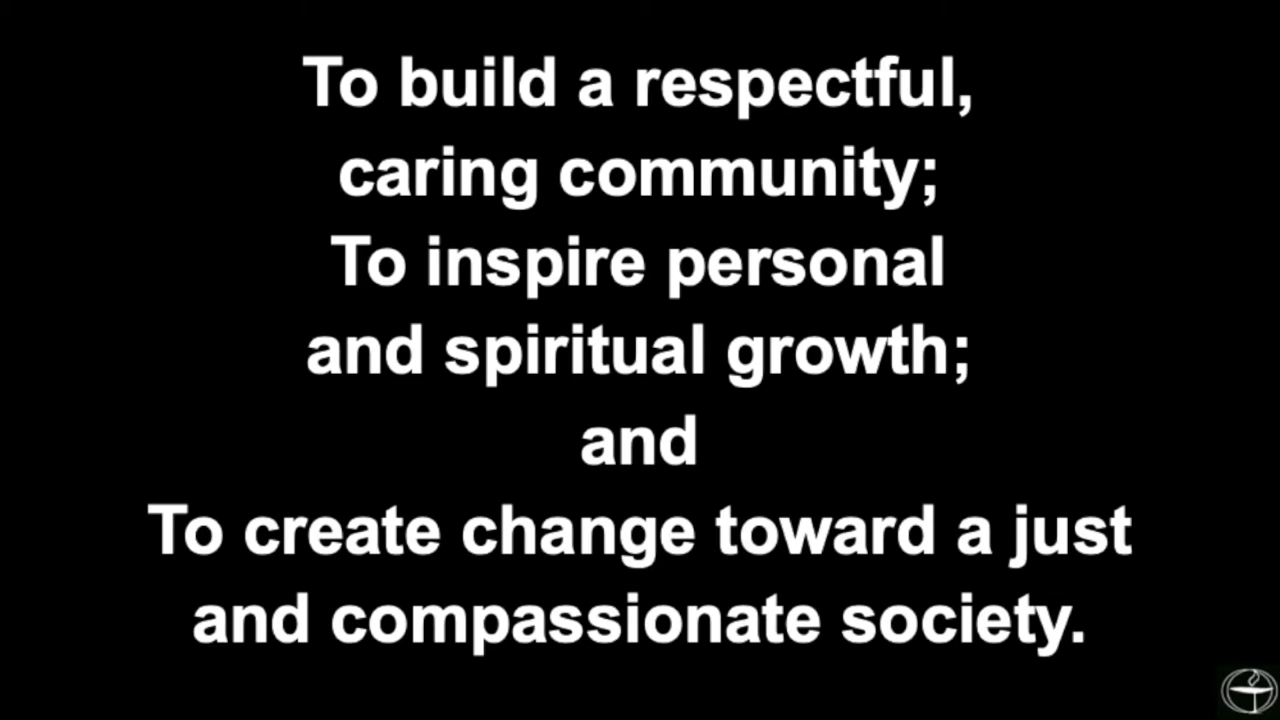 To build a respectful,
caring community;
To inspire personal
and spiritual growth;
and
To create change toward a just
and compassionate society.